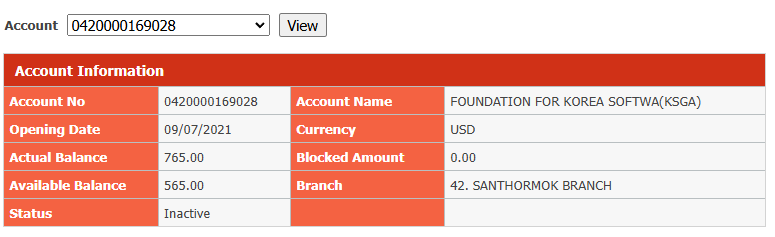 Account 0420000169028 View
Account Information
Account No 0420000169028 Account Name FOUNDATION FOR KOREA SOFTWA(KSGA)
Opening Date 09/07/2021 Currency USD
Actual Balance 765.00 Blocked Amount 0.00
Available Balance 565.00 Branch 42. SANTHORMOK BRANCH
Status Inactive